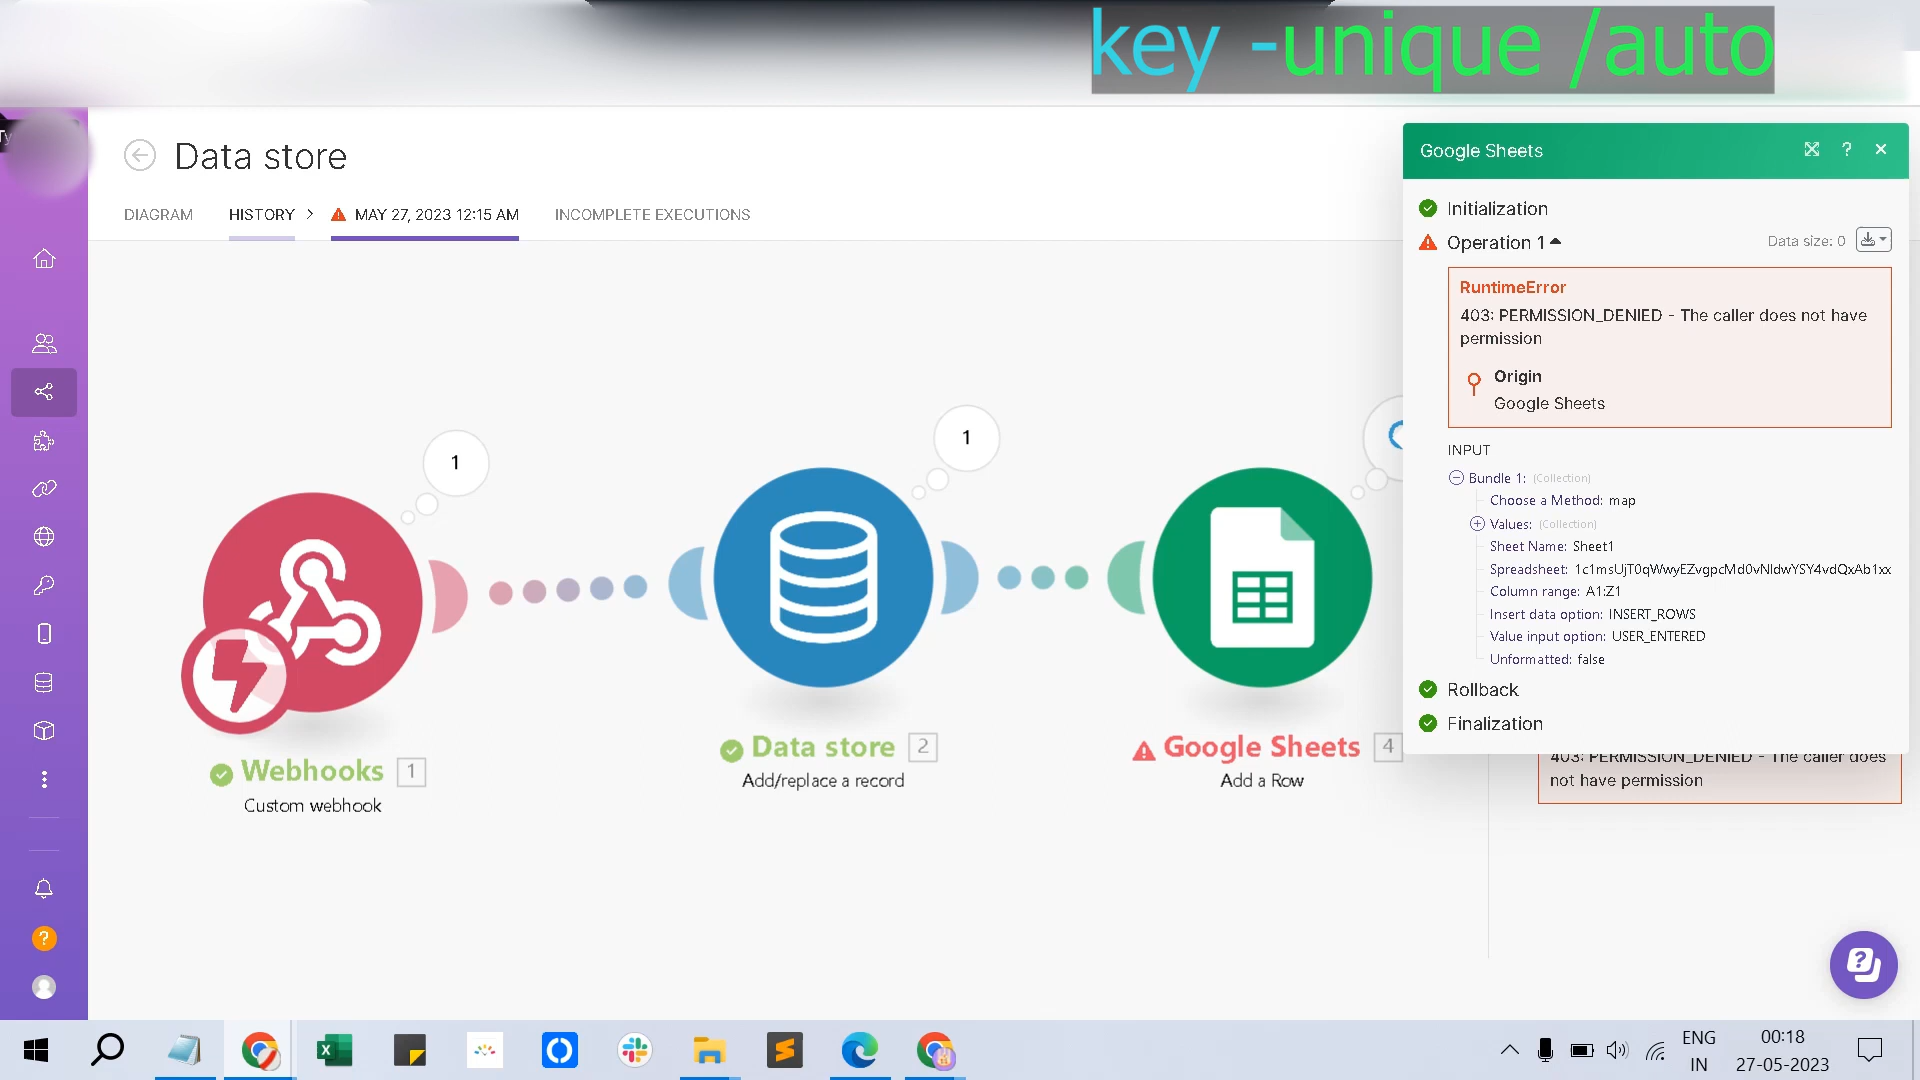 key -unique /auto
Ty
Data store
DIAGRAM
HISTORY
MAY 27, 2023 12:15 AM
INCOMPLETE EXECUTIONS
1
Webhooks 1
Custom webhook
1
Data store 2
Add/replace a record
Google Sheets 4
Add a Row
Google Sheets
?
Initialization
Operation 1
Data size: 0
RuntimeError
403: PERMISSION_DENIED - The caller does not have
permission
Origin
Google Sheets
INPUT
Bundle 1: (Collection)
Choose a Method: map
Values: (Collection)
Sheet Name: Sheet1
Spreadsheet: 1c1msUjT0qWwyEZvgpcMd0vNldwYSY4vdQxAb1xx
Column range: A1:Z1
Insert data option: INSERT_ROWS
Value input option: USER_ENTERED
Unformatted: false
Rollback
Finalization
403: PERMISSION_DENIED - The caller does
not have permission
?
?
ENG
IN
00:18
27-05-2023